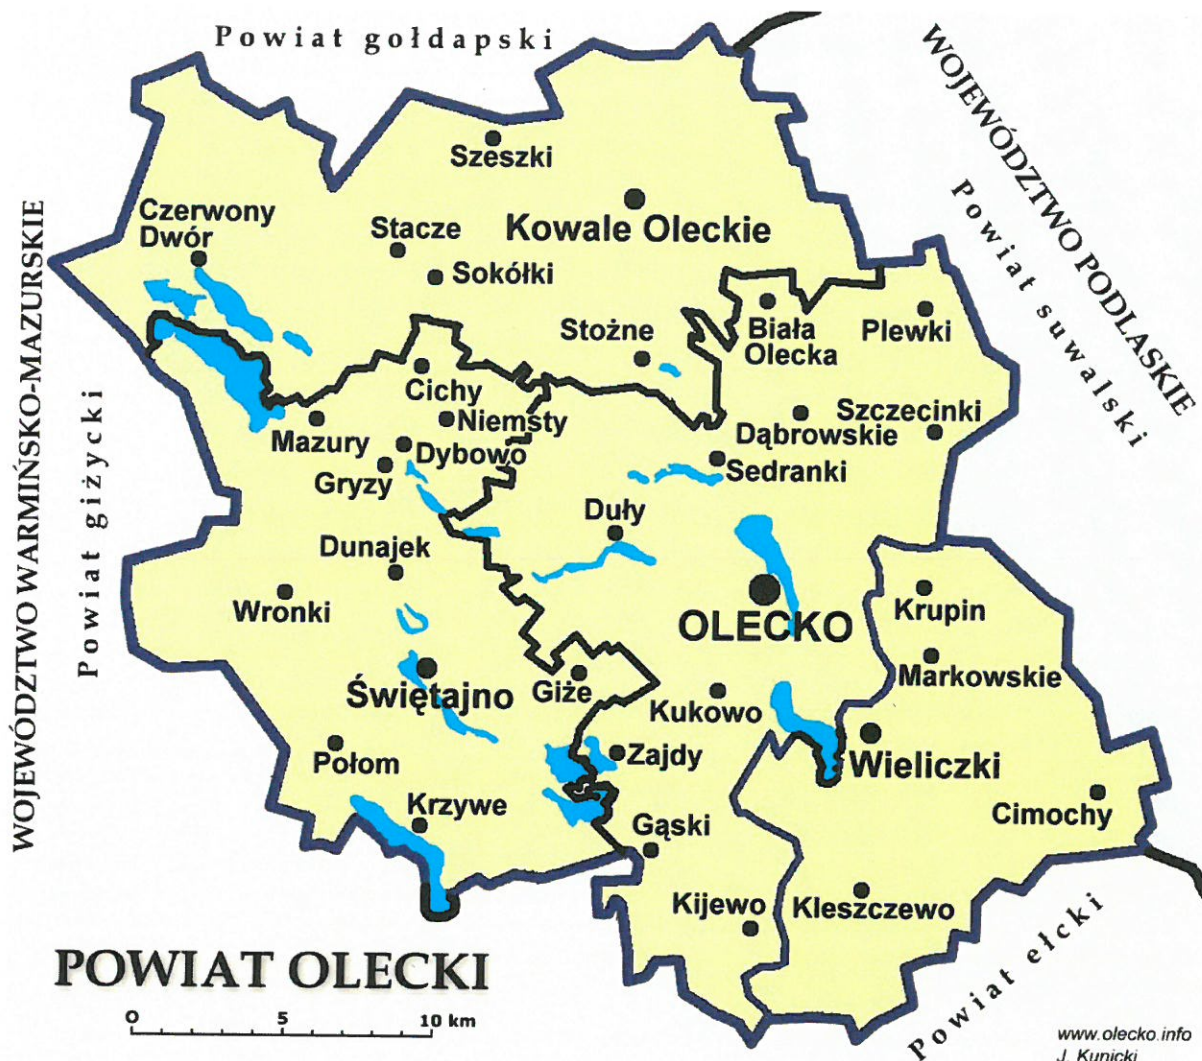 Powiat gołdapski
WOJEWÓDZTWO PODLASKIE
Powiat suwalski
WOJEWÓDZTWO WARMIŃSKO-MAZURSKIE
Powiat giżycki
Szeszki
Kowale Oleckie
Czerwony
Dwór
Stacze
Sokółki
Stożne
Biała
Olecka
Plewki
Cichy
Mazury
Niemsty
Dybowo
Gryzy
Szczecinki
Dąbrowskie
Sedranki
Duły
Dunajek
Wronki
OLECKO
Krupin
Markowskie
Świętajno
Giże
Kukowo
Wieliczki
Zajdy
Połom
Krzywe
Cimochy
Gąski
Kijewo
Kleszczewo
Powiat ełcki
POWIAT OLECKI
0 5 10 km
www.olecko.info
J. Kunicki